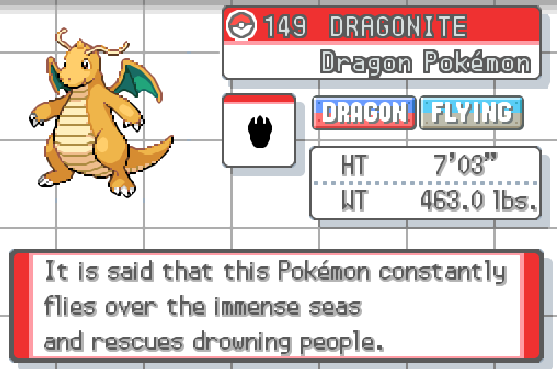 149 DRAGONITE
Dragon Pokémon
DRAGON FLYING
HT 7'03"
WT 463.0 lbs.
It is said that this Pokémon constantly
flies over the immense seas
and rescues drowning people.